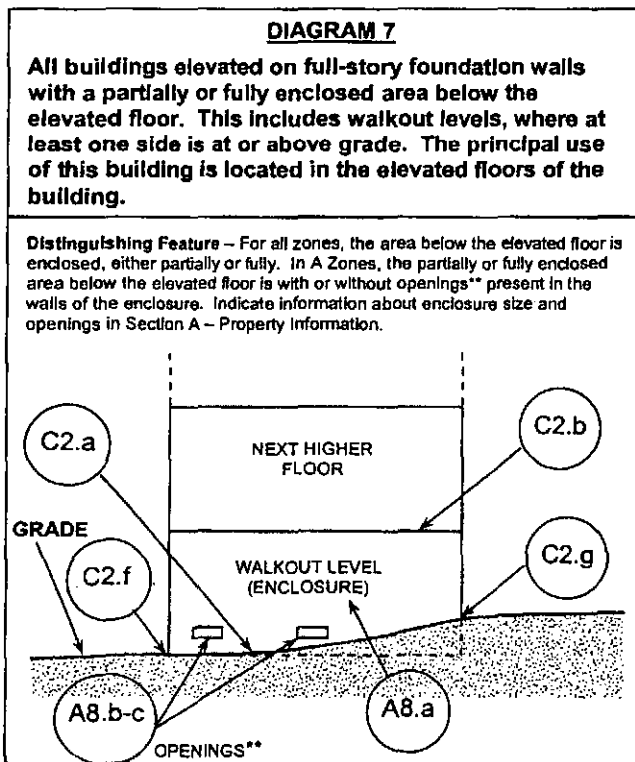 DIAGRAM 7
All buildings elevated on full-story foundation walls
with a partially or fully enclosed area below the
elevated floor. This includes walkout levels, where at
least one side is at or above grade. The principal use
of this building is located in the elevated floors of the
building.
Distinguishing Feature – For all zones, the area below the elevated floor is
enclosed, either partially or fully. In A Zones, the partially or fully enclosed
area below the elevated floor is with or without openings** present in the
walls of the enclosure. Indicate information about enclosure size and
openings in Section A – Property Information.
C2.a
NEXT HIGHER
FLOOR
C2.b
GRADE
C2.f
WALKOUT LEVEL
(ENCLOSURE)
C2.g
A8.b-c
OPENINGS**
A8.a